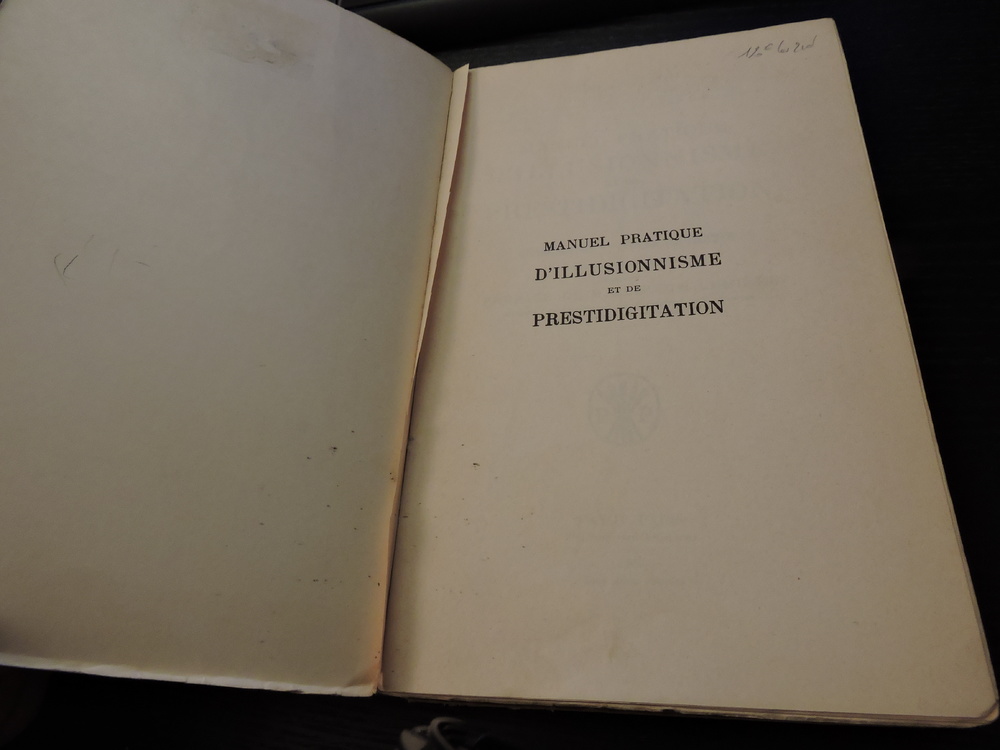 MANUEL PRATIQUE
D'ILLUSIONNISME
ET DE
PRESTIDIGITATION